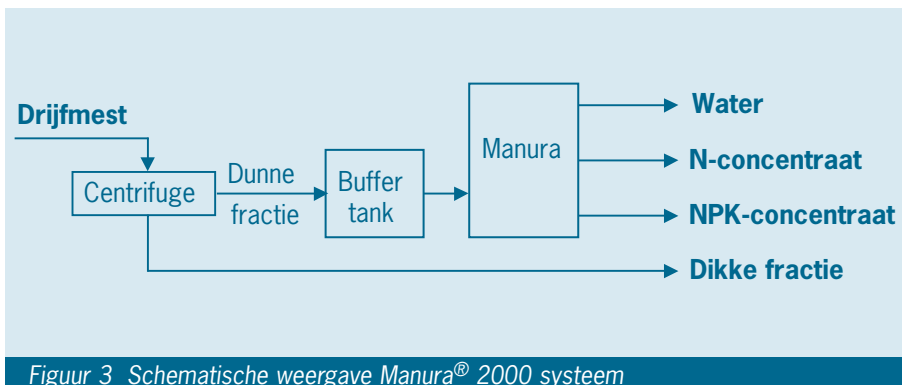 Drijfmest
Centrifuge
Dunne
fractie
Buffer
tank
Manura
Water
N-concentraat
NPK-concentraat
Dikke fractie
Figuur 3 Schematische weergave Manura® 2000 systeem